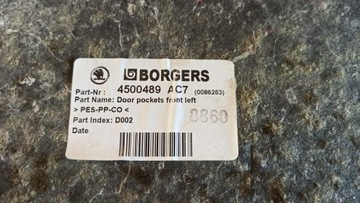 BORGERS
Part-Nr : 4500489 AC7 (0086263)
Part Name: Door pockets front left
> PES-PP-CO <
Part Index: D002
8860
Date